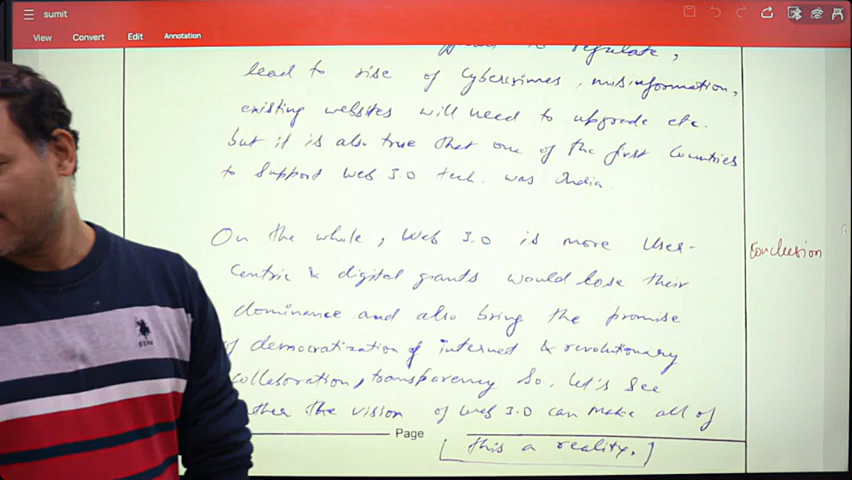 sumit
View Convert Edit Annotation
to regulate,
lead to rise of Cybercrimes, misinformation,
existing websites will need to upgrade etc.
but it is also true that one of the first Countries
to Support Web 3.0 tech. was India.
On the whole, Web 3.0 is more User-
Centric & digital giants would lose their
Conclusion
dominance and also bring the promise
of democratization of internet & revolutionary
collaboration, transparency So, let's see
the vision of Web 3.0 can make all of
Page
[this a reality.]